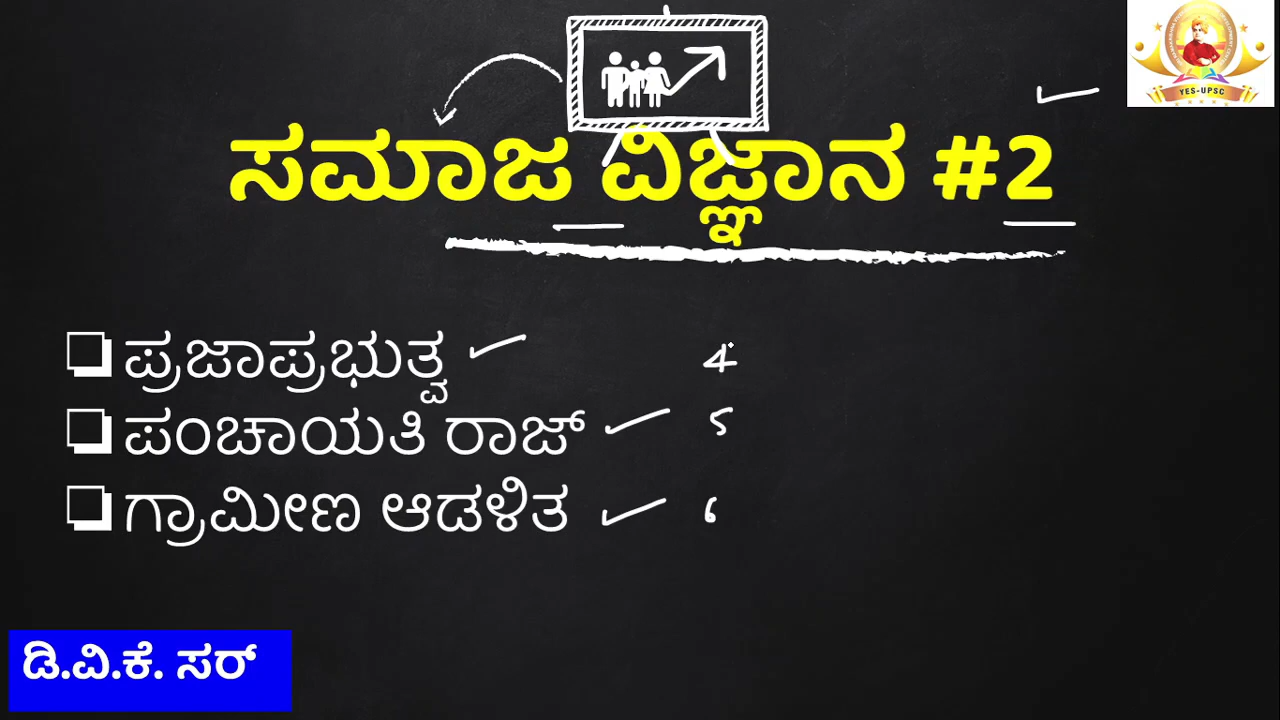 ಸಮಾಜ ವಿಜ್ಞಾನ #2
YES-UPSC
ಪ್ರಜಾಪ್ರಭುತ್ವ 4
ಪಂಚಾಯತಿ ರಾಜ್ 5
ಗ್ರಾಮೀಣ ಆಡಳಿತ 6
ಡಿ.ವಿ.ಕೆ. ಸರ್